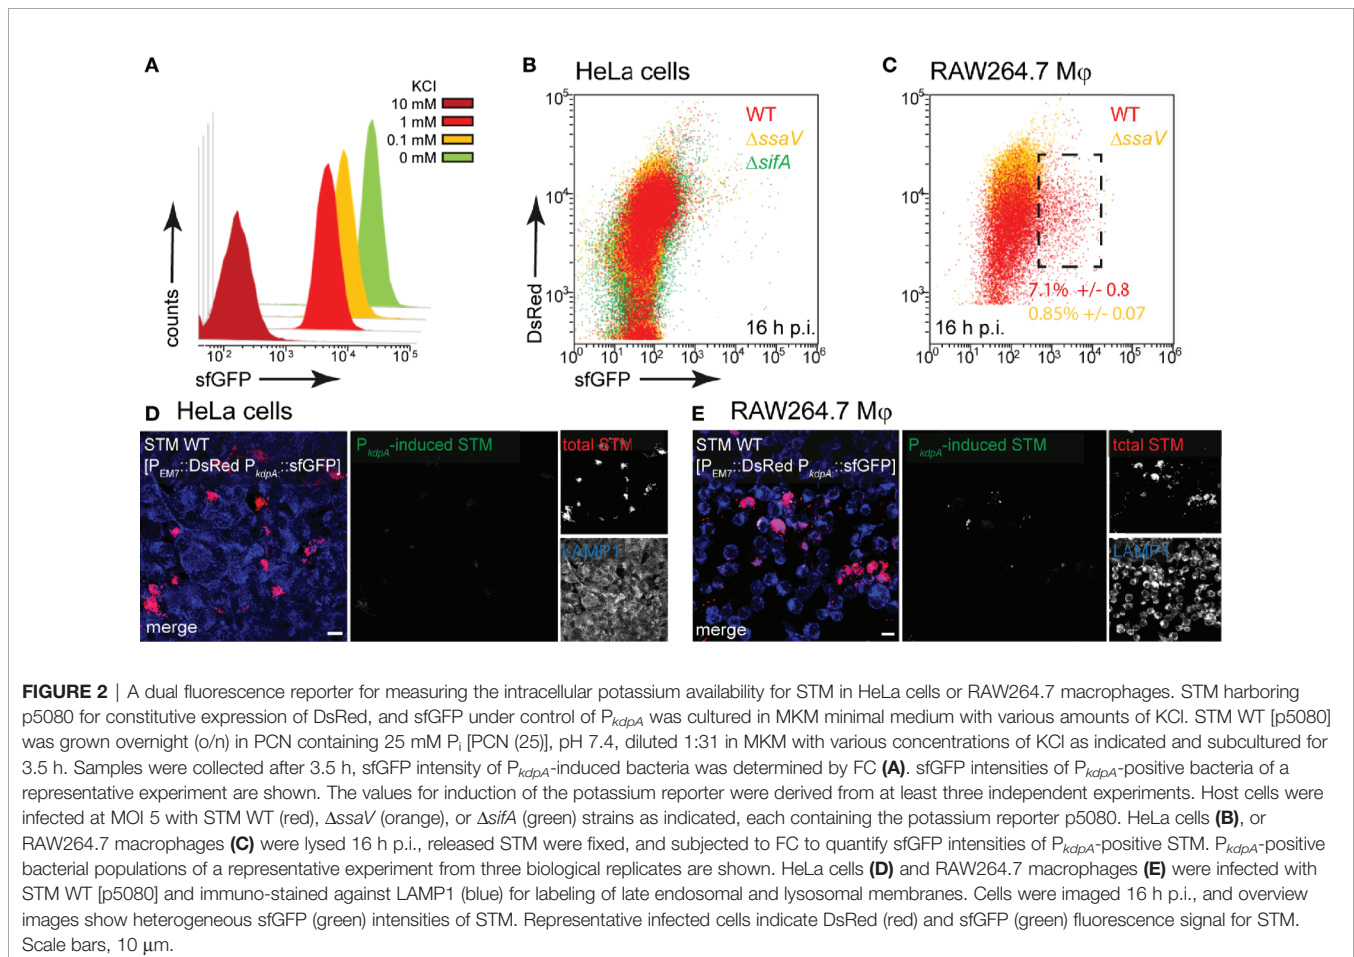 A
KCl
10 mM
1 mM
0.1 mM
0 mM
counts
10² 10³ 10⁴ 10⁵
sfGFP
B HeLa cells
WT
ΔssaV
ΔsifA
10⁵
10⁴
10³
DsRed
16 h p.i.
10⁰ 10¹ 10² 10³ 10⁴ 10⁵ 10⁶
sfGFP
C RAW264.7 Mφ
WT
ΔssaV
10⁵
10⁴
10³
7.1% +/- 0.8
0.85% +/- 0.07
16 h p.i.
10⁰ 10¹ 10² 10³ 10⁴ 10⁵ 10⁶
D HeLa cells
STM WT
[P_EM7::DsRed P_kdpA::sfGFP]
merge
P_kdpA-induced STM
total STM
LAMP1
E RAW264.7 Mφ
STM WT
[P_EM7::DsRed P_kdpA::sfGFP]
merge
P_kdpA-induced STM
total STM
LAMP1
FIGURE 2 | A dual fluorescence reporter for measuring the intracellular potassium availability for STM in HeLa cells or RAW264.7 macrophages. STM harboring
p5080 for constitutive expression of DsRed, and sfGFP under control of P_kdpA was cultured in MKM minimal medium with various amounts of KCl. STM WT [p5080]
was grown overnight (o/n) in PCN containing 25 mM P_i [PCN (25)], pH 7.4, diluted 1:31 in MKM with various concentrations of KCl as indicated and subcultured for
3.5 h. Samples were collected after 3.5 h, sfGFP intensity of P_kdpA-induced bacteria was determined by FC (A). sfGFP intensities of P_kdpA-positive bacteria of a
representative experiment are shown. The values for induction of the potassium reporter were derived from at least three independent experiments. Host cells were
infected at MOI 5 with STM WT (red), ΔssaV (orange), or ΔsifA (green) strains as indicated, each containing the potassium reporter p5080. HeLa cells (B), or
RAW264.7 macrophages (C) were lysed 16 h p.i., released STM were fixed, and subjected to FC to quantify sfGFP intensities of P_kdpA-positive STM. P_kdpA-positive
bacterial populations of a representative experiment from three biological replicates are shown. HeLa cells (D) and RAW264.7 macrophages (E) were infected with
STM WT [p5080] and immuno-stained against LAMP1 (blue) for labeling of late endosomal and lysosomal membranes. Cells were imaged 16 h p.i., and overview
images show heterogeneous sfGFP (green) intensities of STM. Representative infected cells indicate DsRed (red) and sfGFP (green) fluorescence signal for STM.
Scale bars, 10 μm.